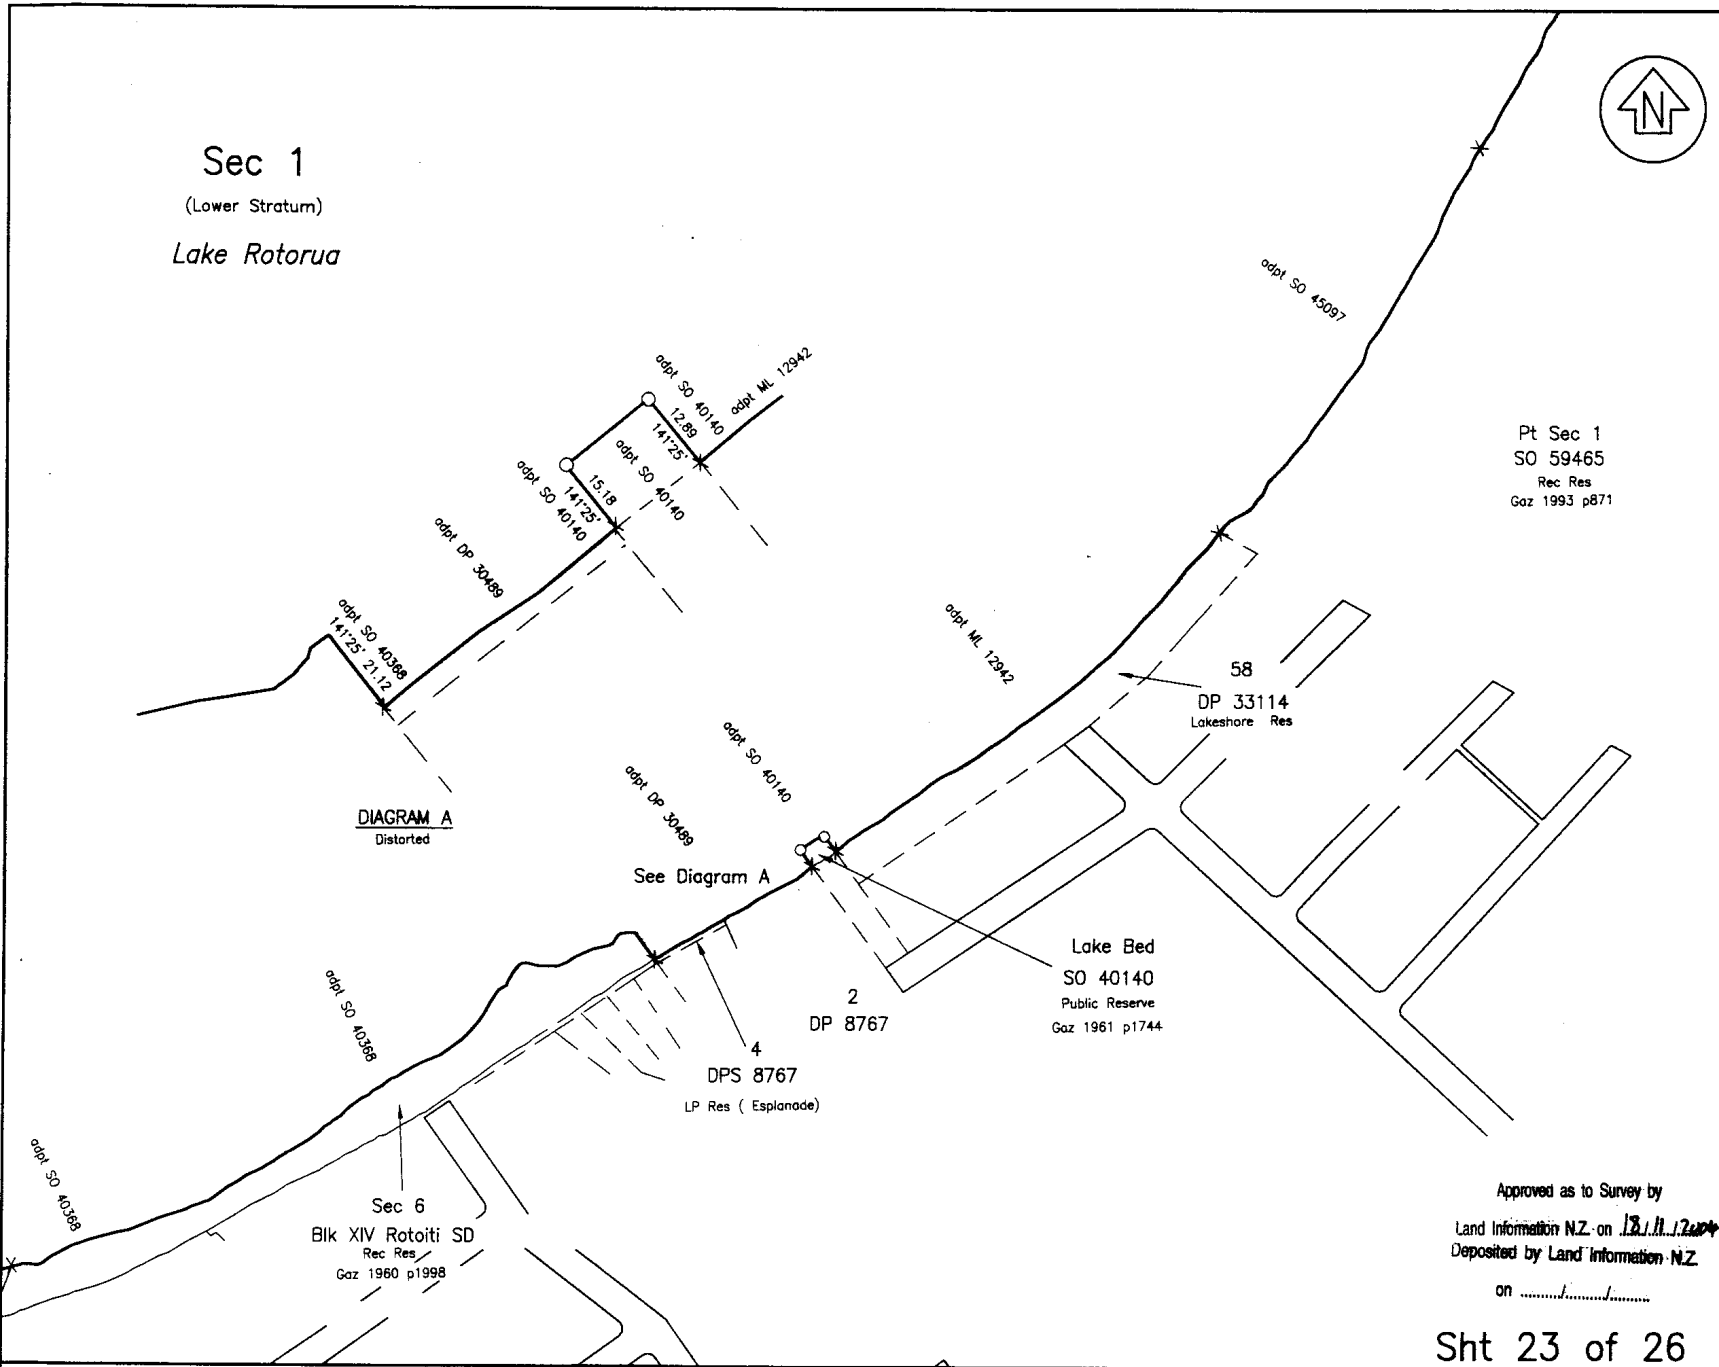 N
Sec 1
(Lower Stratum)
Lake Rotorua
adpt SO 45097
adpt SO 40140
12.89
141°25'
adpt ML 12942
adpt SO 40140
15.18
141°25'
adpt SO 40140
adpt DP 30489
adpt SO 40368
141°25' 21.12
DIAGRAM A
Distorted
Pt Sec 1
SO 59465
Rec Res
Gaz 1993 p871
adpt ML 12942
58
DP 33114
Lakeshore Res
adpt SO 40140
adpt DP 30489
See Diagram A
Lake Bed
SO 40140
Public Reserve
Gaz 1961 p1744
2
DP 8767
4
DPS 8767
LP Res ( Esplanade)
adpt SO 40368
adpt SO 40368
Sec 6
Blk XIV Rotoiti SD
Rec Res
Gaz 1960 p1998
Approved as to Survey by
Land Information N.Z. on 18/11/2004
Deposited by Land Information N.Z.
on ........../........../..........
Sht 23 of 26